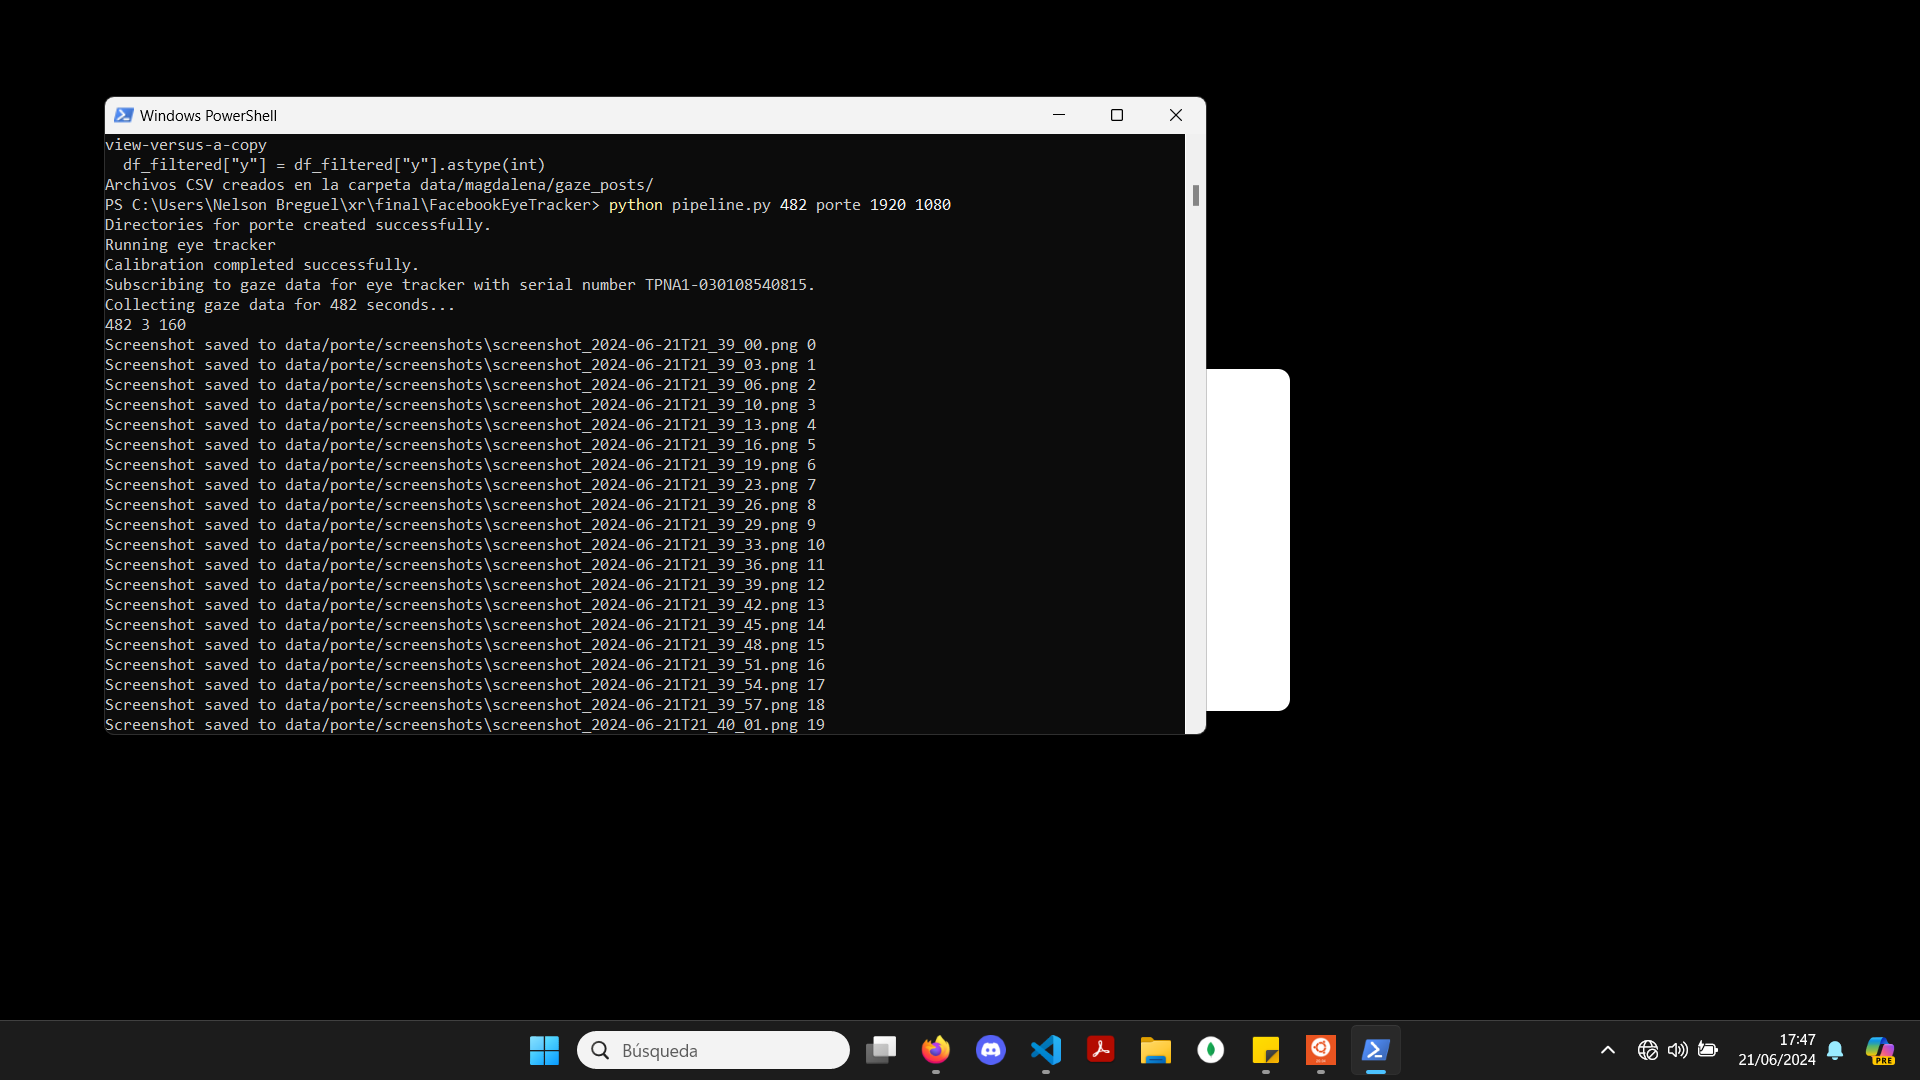 Windows PowerShell
view-versus-a-copy
  df_filtered["y"] = df_filtered["y"].astype(int)
Archivos CSV creados en la carpeta data/magdalena/gaze_posts/
PS C:\Users\Nelson Breguel\xr\final\FacebookEyeTracker> python pipeline.py 482 porte 1920 1080
Directories for porte created successfully.
Running eye tracker
Calibration completed successfully.
Subscribing to gaze data for eye tracker with serial number TPNA1-030108540815.
Collecting gaze data for 482 seconds...
482 3 160
Screenshot saved to data/porte/screenshots\screenshot_2024-06-21T21_39_00.png 0
Screenshot saved to data/porte/screenshots\screenshot_2024-06-21T21_39_03.png 1
Screenshot saved to data/porte/screenshots\screenshot_2024-06-21T21_39_06.png 2
Screenshot saved to data/porte/screenshots\screenshot_2024-06-21T21_39_10.png 3
Screenshot saved to data/porte/screenshots\screenshot_2024-06-21T21_39_13.png 4
Screenshot saved to data/porte/screenshots\screenshot_2024-06-21T21_39_16.png 5
Screenshot saved to data/porte/screenshots\screenshot_2024-06-21T21_39_19.png 6
Screenshot saved to data/porte/screenshots\screenshot_2024-06-21T21_39_23.png 7
Screenshot saved to data/porte/screenshots\screenshot_2024-06-21T21_39_26.png 8
Screenshot saved to data/porte/screenshots\screenshot_2024-06-21T21_39_29.png 9
Screenshot saved to data/porte/screenshots\screenshot_2024-06-21T21_39_33.png 10
Screenshot saved to data/porte/screenshots\screenshot_2024-06-21T21_39_36.png 11
Screenshot saved to data/porte/screenshots\screenshot_2024-06-21T21_39_39.png 12
Screenshot saved to data/porte/screenshots\screenshot_2024-06-21T21_39_42.png 13
Screenshot saved to data/porte/screenshots\screenshot_2024-06-21T21_39_45.png 14
Screenshot saved to data/porte/screenshots\screenshot_2024-06-21T21_39_48.png 15
Screenshot saved to data/porte/screenshots\screenshot_2024-06-21T21_39_51.png 16
Screenshot saved to data/porte/screenshots\screenshot_2024-06-21T21_39_54.png 17
Screenshot saved to data/porte/screenshots\screenshot_2024-06-21T21_39_57.png 18
Screenshot saved to data/porte/screenshots\screenshot_2024-06-21T21_40_01.png 19
Búsqueda
17:47
21/06/2024
PRE